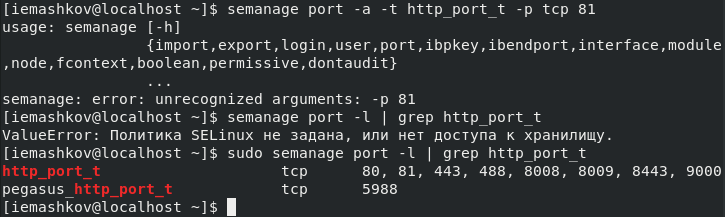 [iemashkov@localhost ~]$ semanage port -a -t http_port_t -p tcp 81
usage: semanage [-h]
{import,export,login,user,port,ibpkey,ibendport,interface,module
,node,fcontext,boolean,permissive,dontaudit}
...
semanage: error: unrecognized arguments: -p 81
[iemashkov@localhost ~]$ semanage port -l | grep http_port_t
ValueError: Политика SELinux не задана, или нет доступа к хранилищу.
[iemashkov@localhost ~]$ sudo semanage port -l | grep http_port_t
http_port_t tcp 80, 81, 443, 488, 8008, 8009, 8443, 9000
pegasus_http_port_t tcp 5988
[iemashkov@localhost ~]$